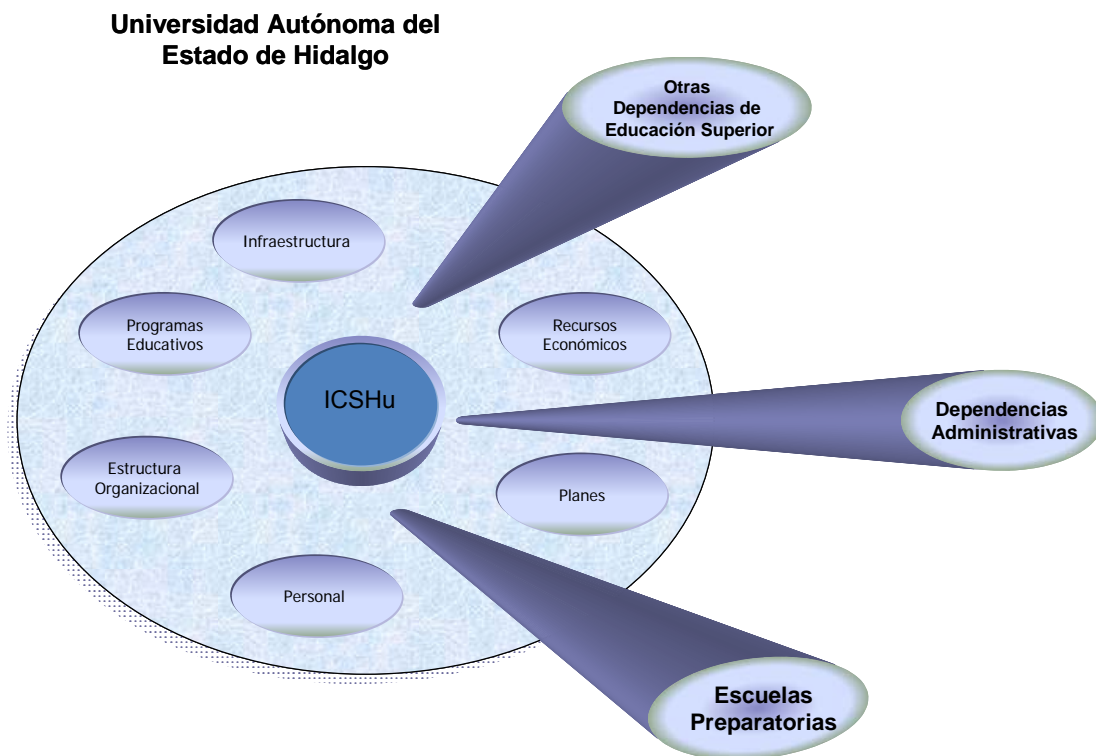 Universidad Autónoma del
Estado de Hidalgo
Otras
Dependencias de
Educación Superior
Infraestructura
Programas
Educativos
Recursos
Económicos
ICSHu
Dependencias
Administrativas
Estructura
Organizacional
Planes
Personal
Escuelas
Preparatorias